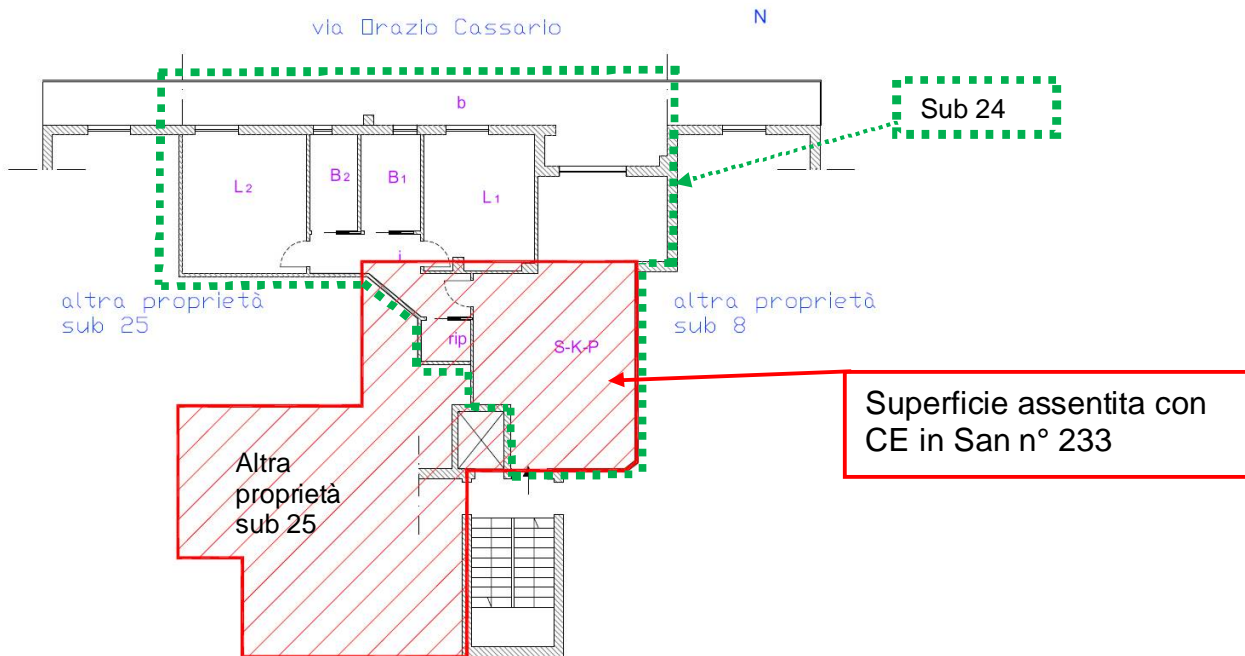 via Orazio Cassario
N
b
Sub 24
L2
B2
B1
L1
i
altra proprietà
sub 25
altra proprietà
sub 8
rip
S-K-P
Superficie assentita con
CE in San n° 233
Altra
proprietà
sub 25